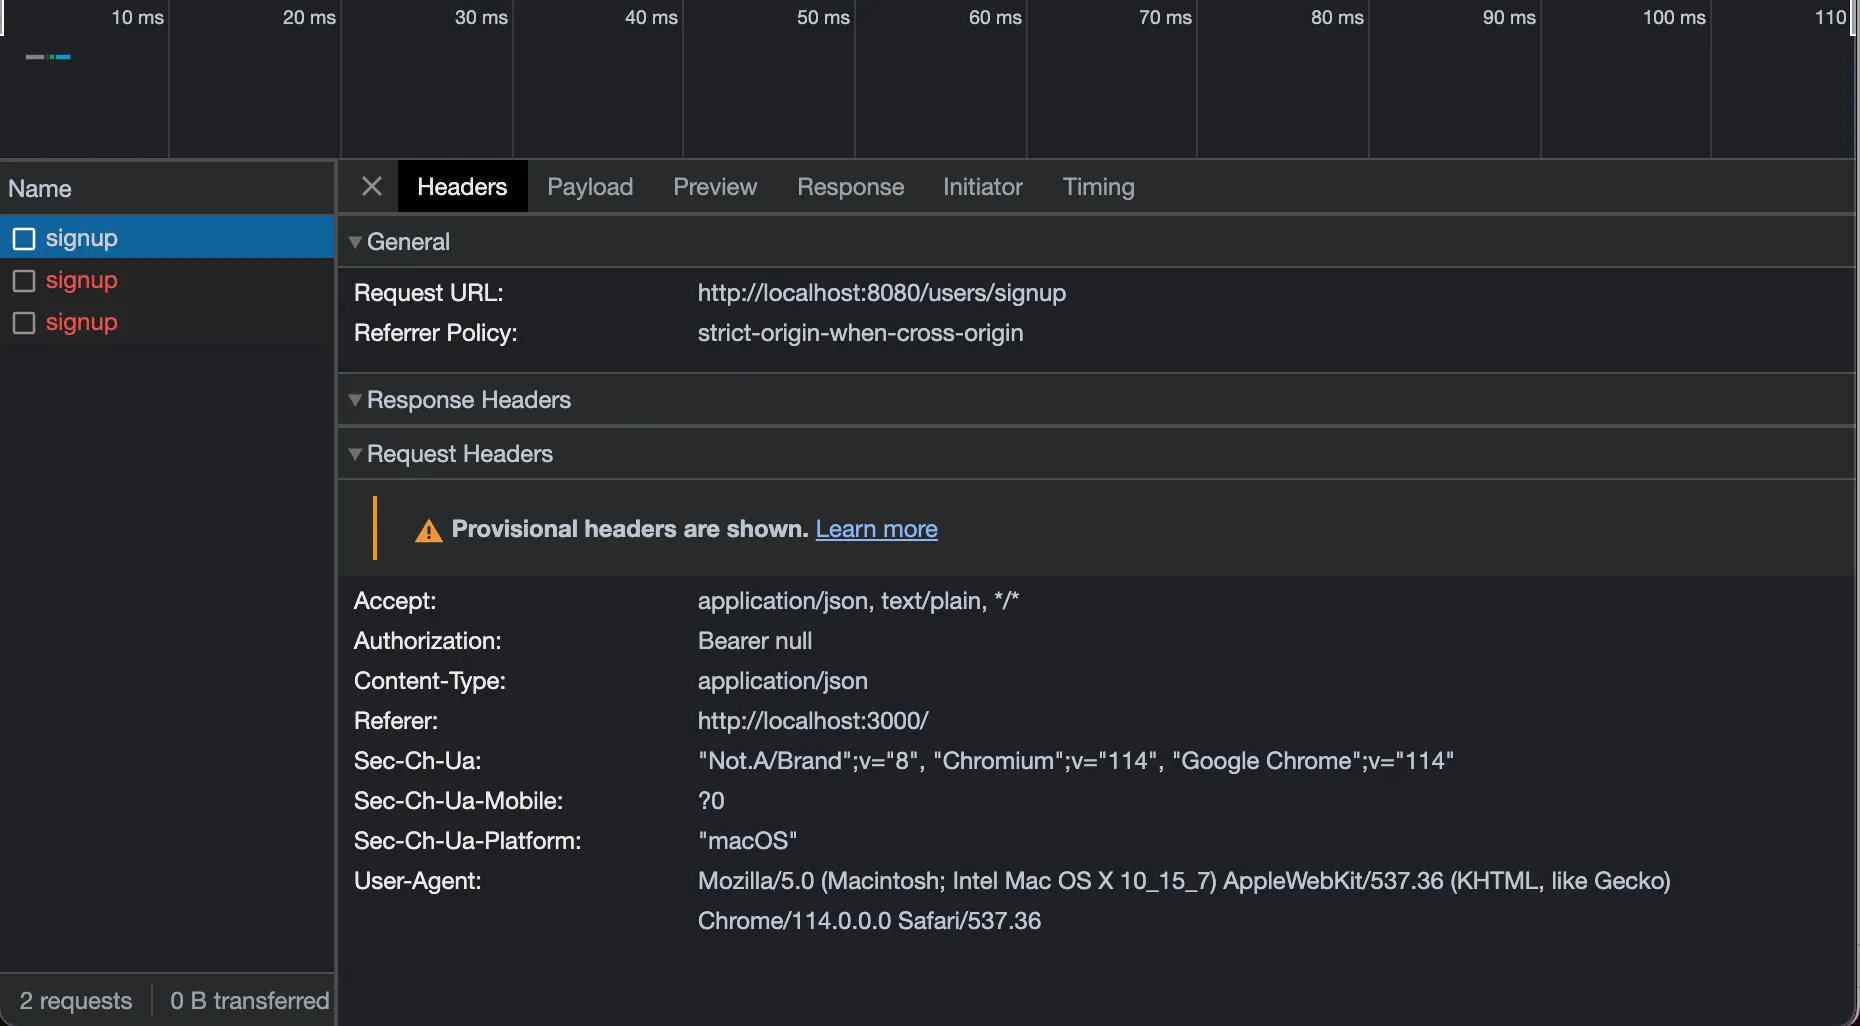 10 ms 20 ms 30 ms 40 ms 50 ms 60 ms 70 ms 80 ms 90 ms 100 ms 110
Name
signup
signup
signup
2 requests 0 B transferred
Headers Payload Preview Response Initiator Timing
General
Request URL: http://localhost:8080/users/signup
Referrer Policy: strict-origin-when-cross-origin
Response Headers
Request Headers
Provisional headers are shown. Learn more
Accept: application/json, text/plain, */*
Authorization: Bearer null
Content-Type: application/json
Referer: http://localhost:3000/
Sec-Ch-Ua: "Not.A/Brand";v="8", "Chromium";v="114", "Google Chrome";v="114"
Sec-Ch-Ua-Mobile: ?0
Sec-Ch-Ua-Platform: "macOS"
User-Agent: Mozilla/5.0 (Macintosh; Intel Mac OS X 10_15_7) AppleWebKit/537.36 (KHTML, like Gecko)
Chrome/114.0.0.0 Safari/537.36